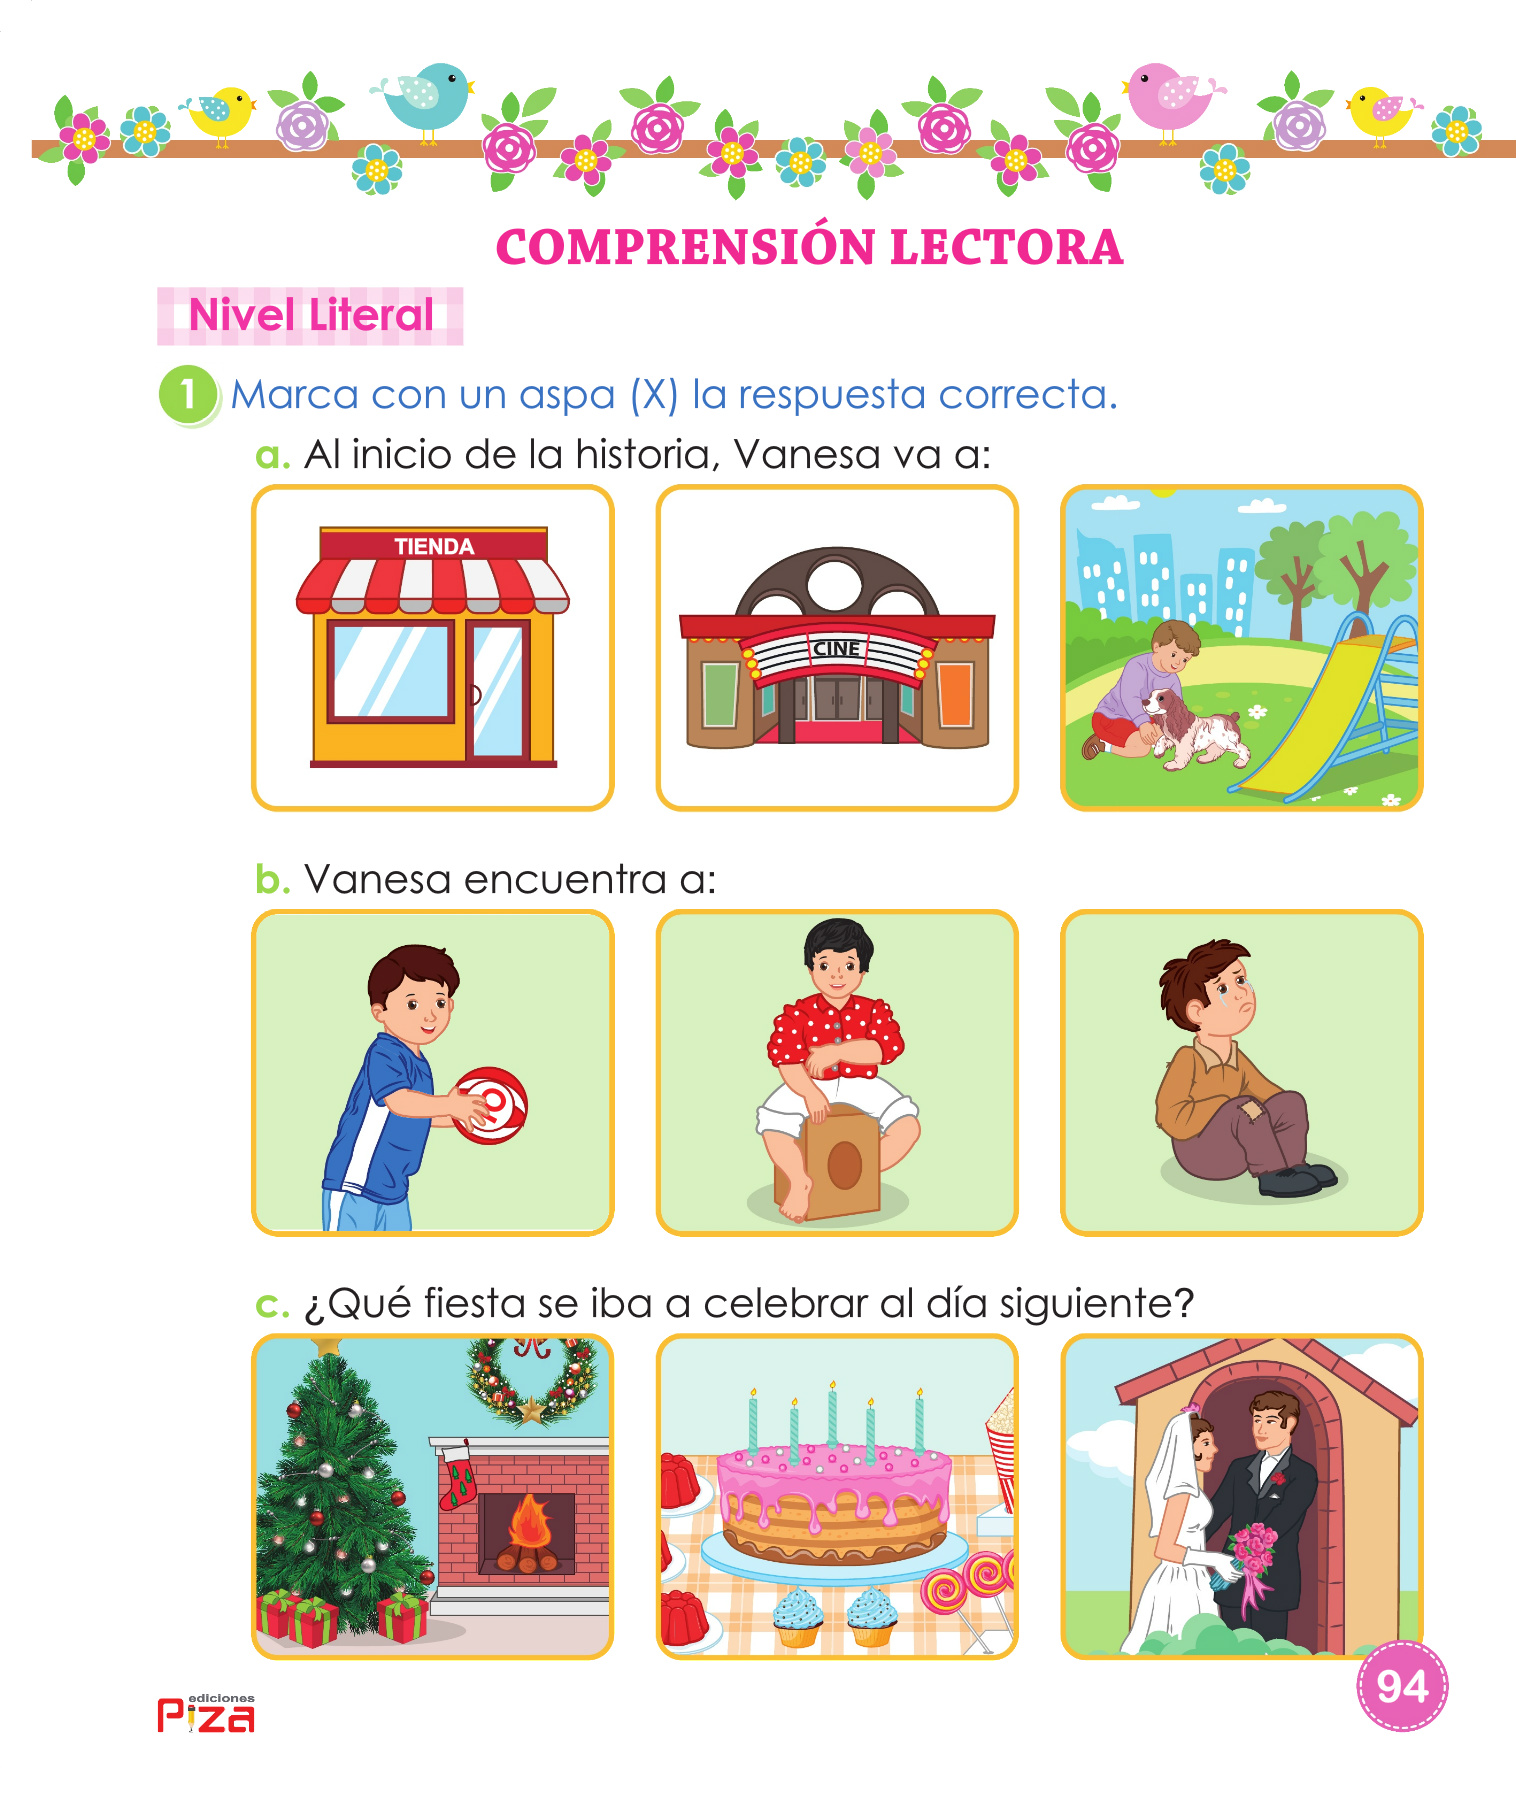 COMPRENSIÓN LECTORA
Nivel Literal
1 Marca con un aspa (X) la respuesta correcta.
a. Al inicio de la historia, Vanesa va a:
TIENDA
CINE
b. Vanesa encuentra a:
c. ¿Qué fiesta se iba a celebrar al día siguiente?
94
ediciones
Piza